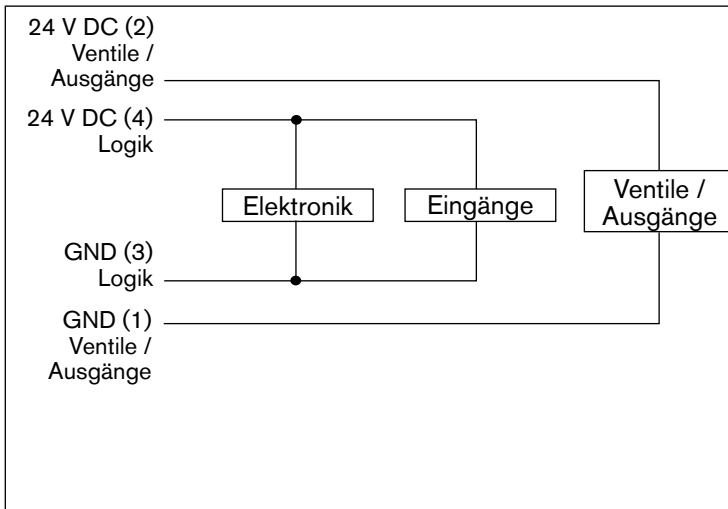 24 V DC (2)
Ventile /
Ausgänge
24 V DC (4)
Logik
Elektronik
Eingänge
Ventile /
Ausgänge
GND (3)
Logik
GND (1)
Ventile /
Ausgänge